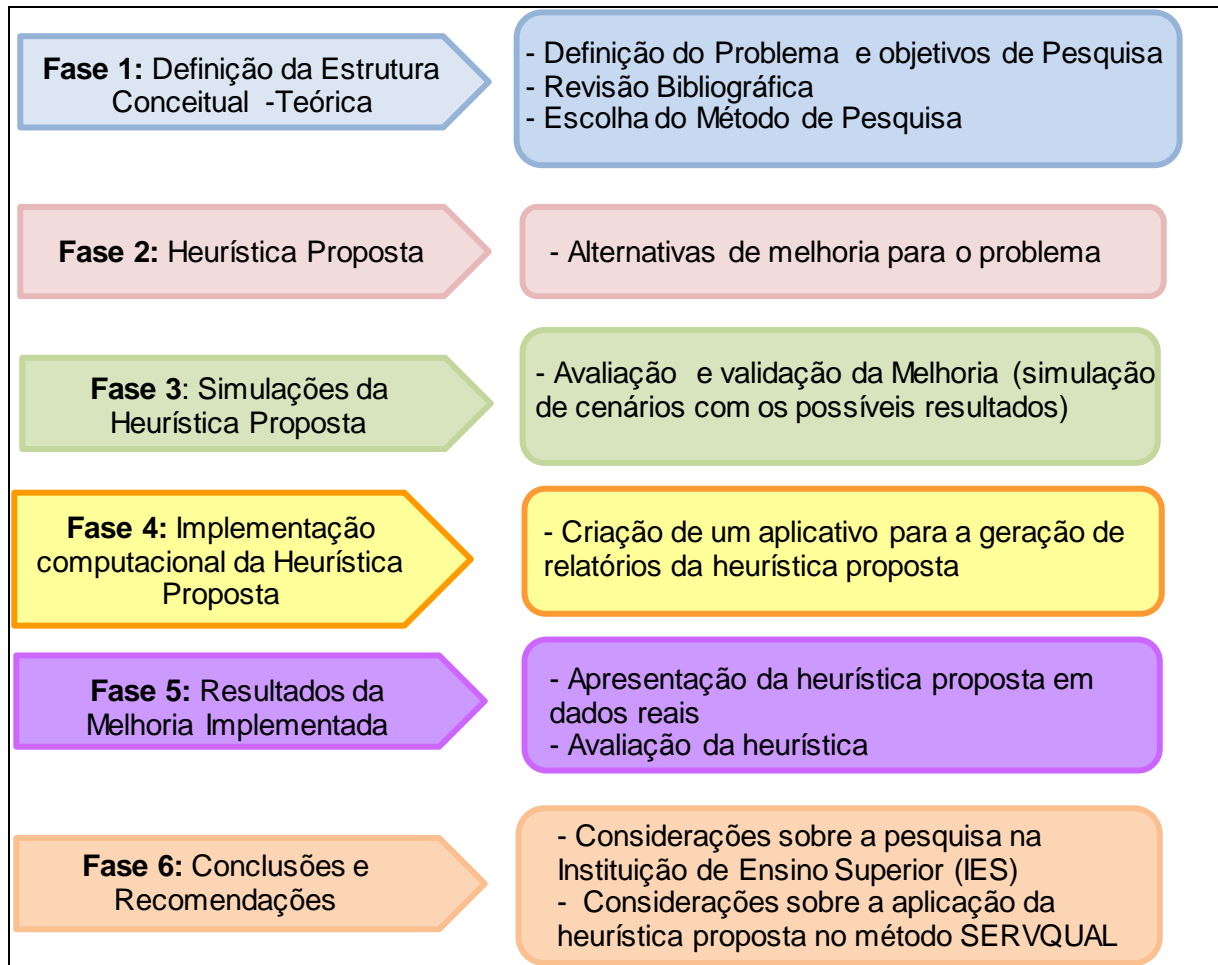 Fase 1: Definição da Estrutura
Conceitual -Teórica
- Definição do Problema e objetivos de Pesquisa
- Revisão Bibliográfica
- Escolha do Método de Pesquisa
Fase 2: Heurística Proposta
- Alternativas de melhoria para o problema
Fase 3: Simulações da
Heurística Proposta
- Avaliação e validação da Melhoria (simulação
de cenários com os possíveis resultados)
Fase 4: Implementação
computacional da Heurística
Proposta
- Criação de um aplicativo para a geração de
relatórios da heurística proposta
Fase 5: Resultados da
Melhoria Implementada
- Apresentação da heurística proposta em
dados reais
- Avaliação da heurística
Fase 6: Conclusões e
Recomendações
- Considerações sobre a pesquisa na
Instituição de Ensino Superior (IES)
- Considerações sobre a aplicação da
heurística proposta no método SERVQUAL